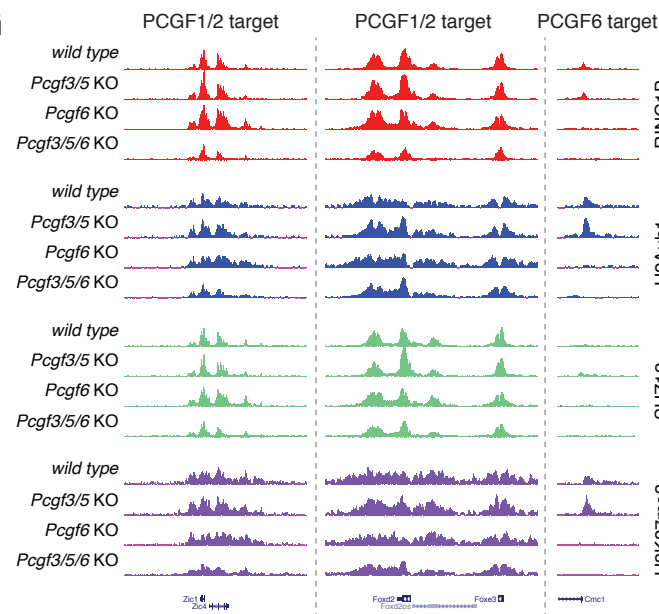 PCGF1/2 target PCGF1/2 target PCGF6 target
wild type
Pcgf3/5 KO
Pcgf6 KO
Pcgf3/5/6 KO
wild type
Pcgf3/5 KO
Pcgf6 KO
Pcgf3/5/6 KO
wild type
Pcgf3/5 KO
Pcgf6 KO
Pcgf3/5/6 KO
wild type
Pcgf3/5 KO
Pcgf6 KO
Pcgf3/5/6 KO
Zic1 Foxd2 Foxe3 Cmc1
Zic4 Foxd2os